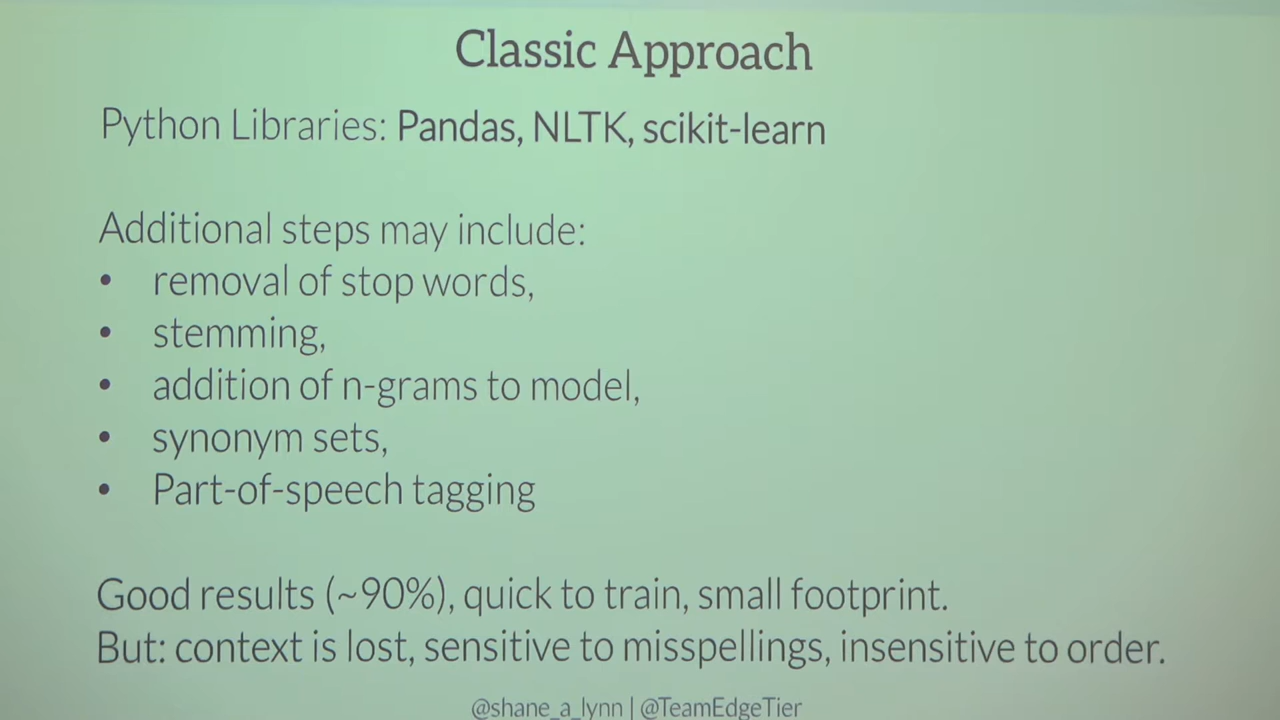 Classic Approach
Python Libraries: Pandas, NLTK, scikit-learn
Additional steps may include:
• removal of stop words,
• stemming,
• addition of n-grams to model,
• synonym sets,
• Part-of-speech tagging
Good results (~90%), quick to train, small footprint.
But: context is lost, sensitive to misspellings, insensitive to order.
@shane_a_lynn | @TeamEdgeTier